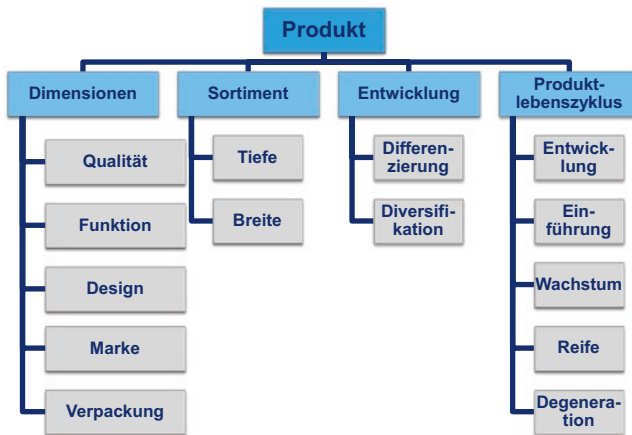 Produkt
Dimensionen
Sortiment
Entwicklung
Produkt-
lebenszyklus
Qualität
Funktion
Design
Marke
Verpackung
Tiefe
Breite
Differen-
zierung
Diversifi-
kation
Entwick-
lung
Ein-
führung
Wachstum
Reife
Degenera-
tion